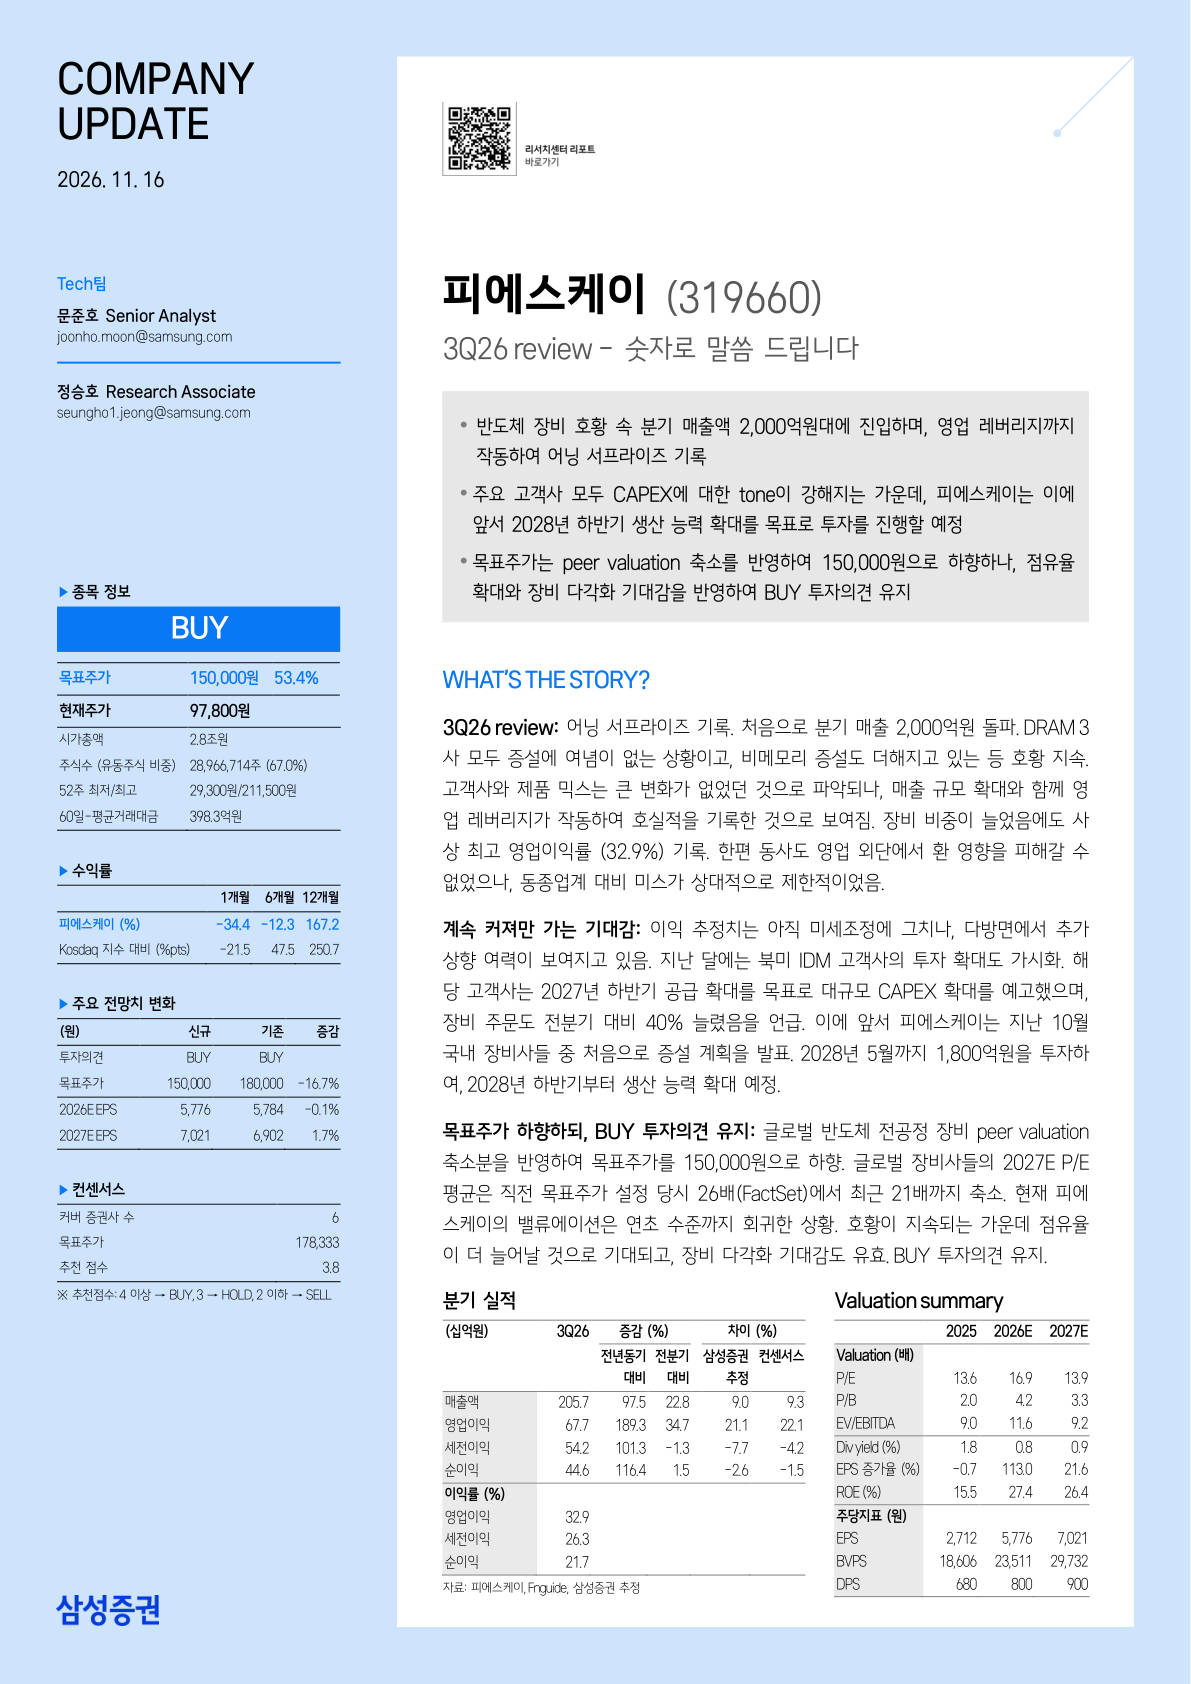 COMPANY
UPDATE
2026. 11. 16
Tech팀
문준호 Senior Analyst
joonho.moon@samsung.com
정승호 Research Associate
seungho1.jeong@samsung.com
▶ 종목 정보
BUY
목표주가 150,000원 53.4%
현재주가 97,800원
시가총액 2.8조원
주식수 (유동주식 비중) 28,966,714주 (67.0%)
52주 최저/최고 29,300원/211,500원
60일-평균거래대금 398.3억원
▶ 수익률
1개월 6개월 12개월
피에스케이 (%) -34.4 -12.3 167.2
Kosdaq 지수 대비 (%pts) -21.5 47.5 250.7
▶ 주요 전망치 변화
(원) 신규 기존 증감
투자의견 BUY BUY
목표주가 150,000 180,000 -16.7%
2026E EPS 5,776 5,784 -0.1%
2027E EPS 7,021 6,902 1.7%
▶ 컨센서스
커버 증권사 수 6
목표주가 178,333
추천 점수 3.8
※ 추천점수: 4 이상 → BUY, 3 → HOLD, 2 이하 → SELL
삼성증권
리서치센터 리포트
바로가기
피에스케이 (319660)
3Q26 review - 숫자로 말씀 드립니다
• 반도체 장비 호황 속 분기 매출액 2,000억원대에 진입하며, 영업 레버리지까지
작동하여 어닝 서프라이즈 기록
• 주요 고객사 모두 CAPEX에 대한 tone이 강해지는 가운데, 피에스케이는 이에
앞서 2028년 하반기 생산 능력 확대를 목표로 투자를 진행할 예정
• 목표주가는 peer valuation 축소를 반영하여 150,000원으로 하향하나, 점유율
확대와 장비 다각화 기대감을 반영하여 BUY 투자의견 유지
WHAT'S THE STORY?
3Q26 review: 어닝 서프라이즈 기록. 처음으로 분기 매출 2,000억원 돌파. DRAM 3
사 모두 증설에 여념이 없는 상황이고, 비메모리 증설도 더해지고 있는 등 호황 지속.
고객사와 제품 믹스는 큰 변화가 없었던 것으로 파악되나, 매출 규모 확대와 함께 영
업 레버리지가 작동하여 호실적을 기록한 것으로 보여짐. 장비 비중이 늘었음에도 사
상 최고 영업이익률 (32.9%) 기록. 한편 동사도 영업 외단에서 환 영향을 피해갈 수
없었으나, 동종업계 대비 미스가 상대적으로 제한적이었음.
계속 커져만 가는 기대감: 이익 추정치는 아직 미세조정에 그치나, 다방면에서 추가
상향 여력이 보여지고 있음. 지난 달에는 북미 IDM 고객사의 투자 확대도 가시화. 해
당 고객사는 2027년 하반기 공급 확대를 목표로 대규모 CAPEX 확대를 예고했으며,
장비 주문도 전분기 대비 40% 늘렸음을 언급. 이에 앞서 피에스케이는 지난 10월
국내 장비사들 중 처음으로 증설 계획을 발표. 2028년 5월까지 1,800억원을 투자하
여, 2028년 하반기부터 생산 능력 확대 예정.
목표주가 하향하되, BUY 투자의견 유지: 글로벌 반도체 전공정 장비 peer valuation
축소분을 반영하여 목표주가를 150,000원으로 하향. 글로벌 장비사들의 2027E P/E
평균은 직전 목표주가 설정 당시 26배(FactSet)에서 최근 21배까지 축소. 현재 피에
스케이의 밸류에이션은 연초 수준까지 회귀한 상황. 호황이 지속되는 가운데 점유율
이 더 늘어날 것으로 기대되고, 장비 다각화 기대감도 유효. BUY 투자의견 유지.
분기 실적
(십억원) 3Q26 증감 (%) 차이 (%)
전년동기 전분기 삼성증권 컨센서스
대비 대비 추정
매출액 205.7 97.5 22.8 9.0 9.3
영업이익 67.7 189.3 34.7 21.1 22.1
세전이익 54.2 101.3 -1.3 -7.7 -4.2
순이익 44.6 116.4 1.5 -2.6 -1.5
이익률 (%)
영업이익 32.9
세전이익 26.3
순이익 21.7
자료: 피에스케이, Fnguide, 삼성증권 추정
Valuation summary
2025 2026E 2027E
Valuation (배)
P/E 13.6 16.9 13.9
P/B 2.0 4.2 3.3
EV/EBITDA 9.0 11.6 9.2
Div yield (%) 1.8 0.8 0.9
EPS 증가율 (%) -0.7 113.0 21.6
ROE (%) 15.5 27.4 26.4
주당지표 (원)
EPS 2,712 5,776 7,021
BVPS 18,606 23,511 29,732
DPS 680 800 900